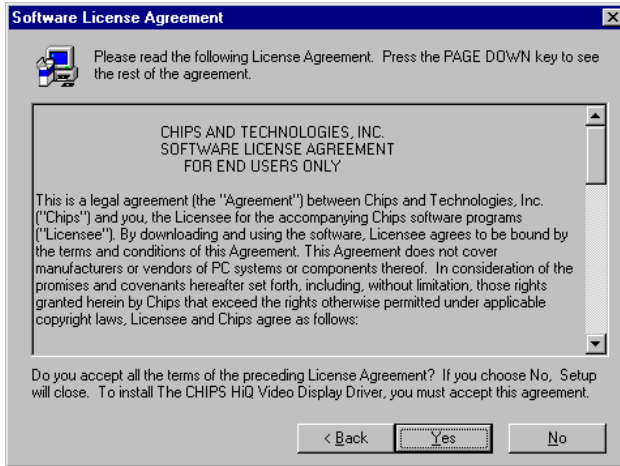 Software License Agreement
Please read the following License Agreement. Press the PAGE DOWN key to see
the rest of the agreement.
CHIPS AND TECHNOLOGIES, INC.
SOFTWARE LICENSE AGREEMENT
FOR END USERS ONLY
This is a legal agreement (the "Agreement") between Chips and Technologies, Inc.
("Chips") and you, the Licensee for the accompanying Chips software programs
("Licensee"). By downloading and using the software, Licensee agrees to be bound by
the terms and conditions of this Agreement. This Agreement does not cover
manufacturers or vendors of PC systems or components thereof. In consideration of the
promises and covenants hereafter set forth, including, without limitation, those rights
granted herein by Chips that exceed the rights otherwise permitted under applicable
copyright laws, Licensee and Chips agree as follows:
Do you accept all the terms of the preceding License Agreement? If you choose No, Setup
will close. To install The CHIPS HiQ Video Display Driver, you must accept this agreement.
< Back
Yes
No